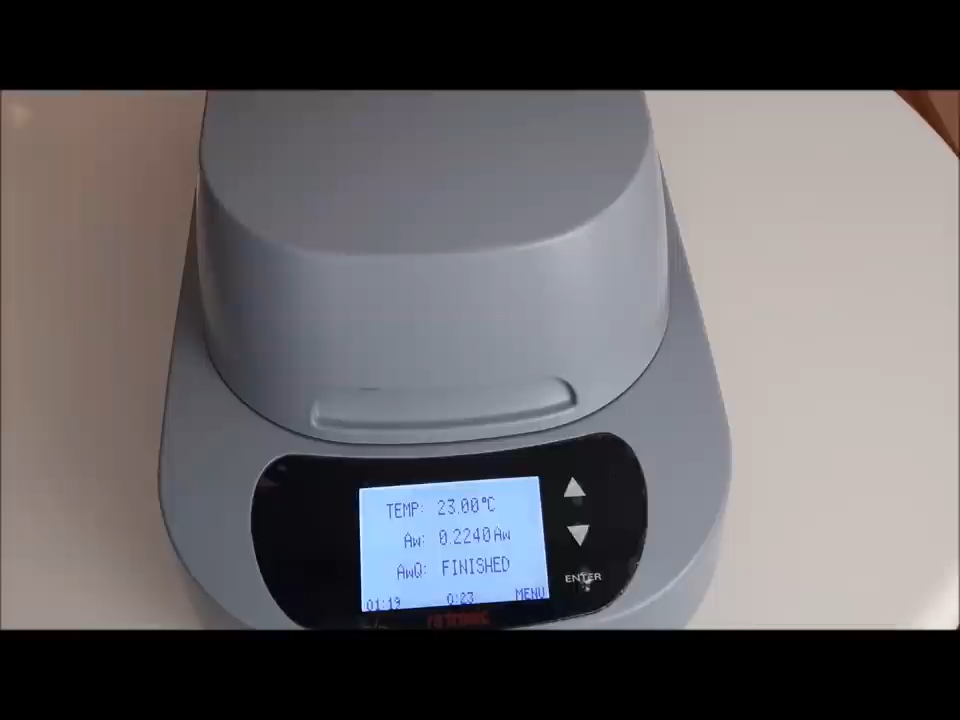 TEMP: 23.00°C
Aw: 0.2240Aw
AwQ: FINISHED
01:19 0:23 MENU
ENTER